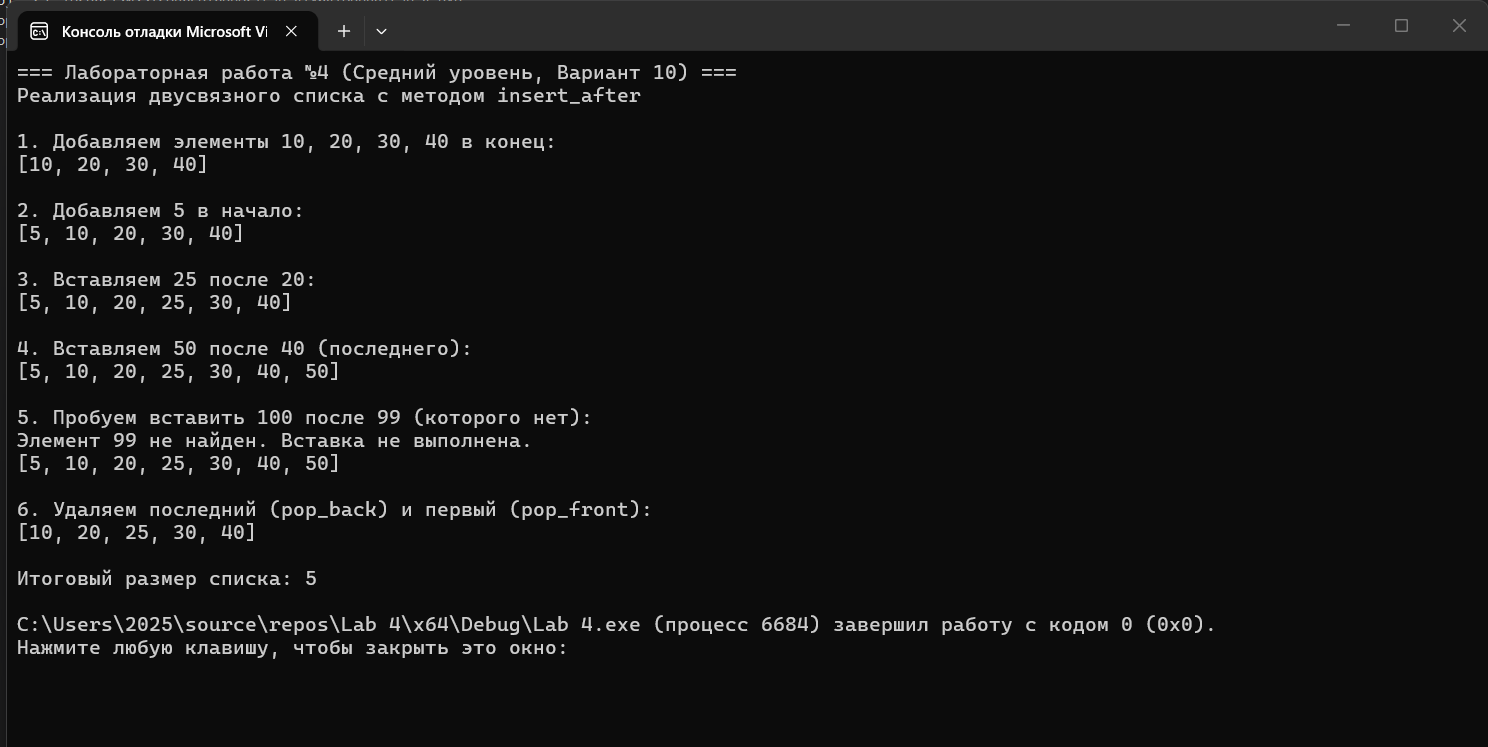 Консоль отладки Microsoft Vi
=== Лабораторная работа №4 (Средний уровень, Вариант 10) ===
Реализация двусвязного списка с методом insert_after
1. Добавляем элементы 10, 20, 30, 40 в конец:
[10, 20, 30, 40]
2. Добавляем 5 в начало:
[5, 10, 20, 30, 40]
3. Вставляем 25 после 20:
[5, 10, 20, 25, 30, 40]
4. Вставляем 50 после 40 (последнего):
[5, 10, 20, 25, 30, 40, 50]
5. Пробуем вставить 100 после 99 (которого нет):
Элемент 99 не найден. Вставка не выполнена.
[5, 10, 20, 25, 30, 40, 50]
6. Удаляем последний (pop_back) и первый (pop_front):
[10, 20, 25, 30, 40]
Итоговый размер списка: 5
C:\Users\2025\source\repos\Lab 4\x64\Debug\Lab 4.exe (процесс 6684) завершил работу с кодом 0 (0x0).
Нажмите любую клавишу, чтобы закрыть это окно: